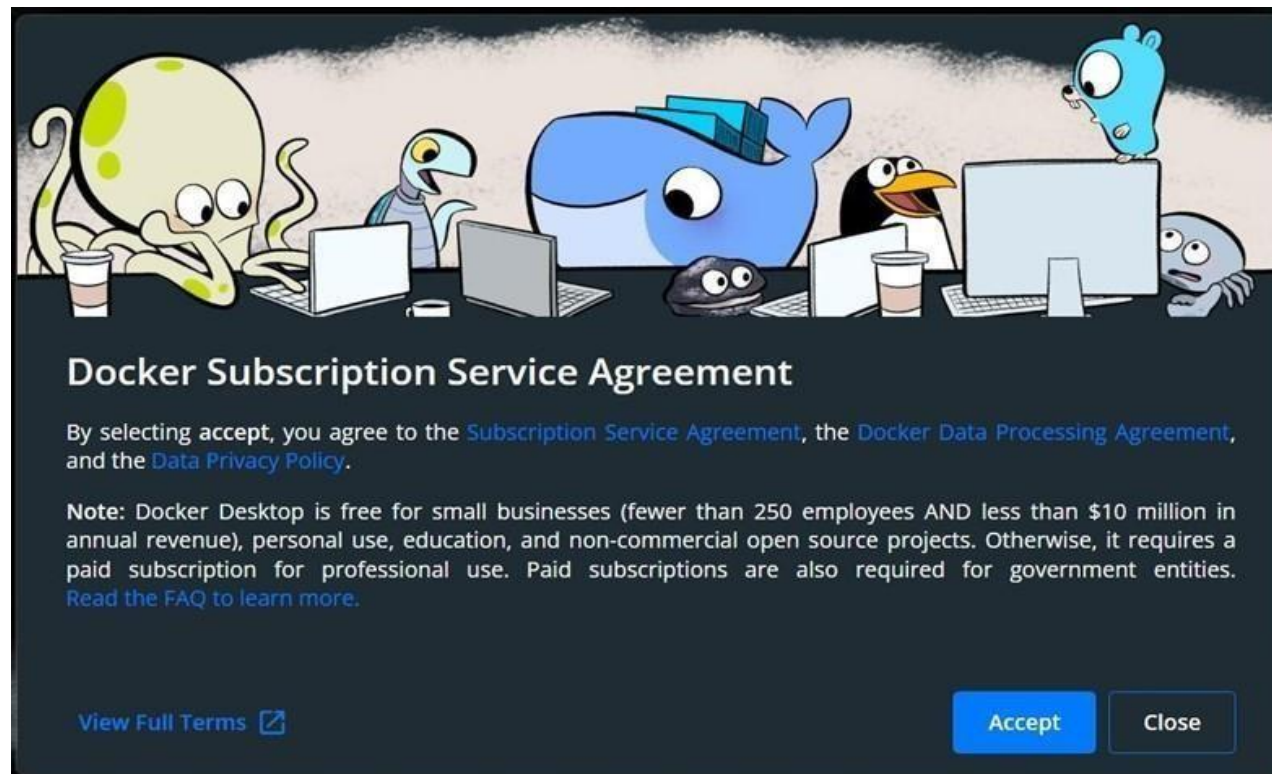 Docker Subscription Service Agreement
By selecting accept, you agree to the Subscription Service Agreement, the Docker Data Processing Agreement,
and the Data Privacy Policy.
Note: Docker Desktop is free for small businesses (fewer than 250 employees AND less than $10 million in
annual revenue), personal use, education, and non-commercial open source projects. Otherwise, it requires a
paid subscription for professional use. Paid subscriptions are also required for government entities.
Read the FAQ to learn more.
View Full Terms
Accept
Close